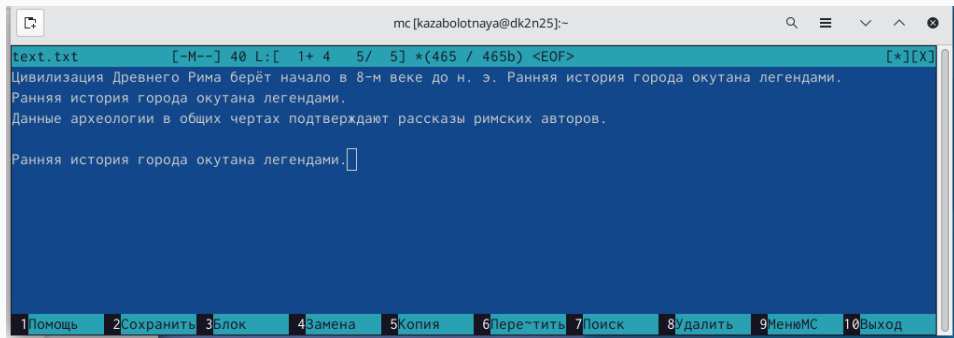 mc [kazabolotnaya@dk2n25]:~
text.txt [-M--] 40 L:[ 1+ 4 5/ 5] *(465 / 465b) <EOF> [*][X]
Цивилизация Древнего Рима берёт начало в 8-м веке до н. э. Ранняя история города окутана легендами.
Ранняя история города окутана легендами.
Данные археологии в общих чертах подтверждают рассказы римских авторов.
Ранняя история города окутана легендами.
1Помощь 2Сохранить 3Блок 4Замена 5Копия 6Пере~тить 7Поиск 8Удалить 9МенюMC 10Выход